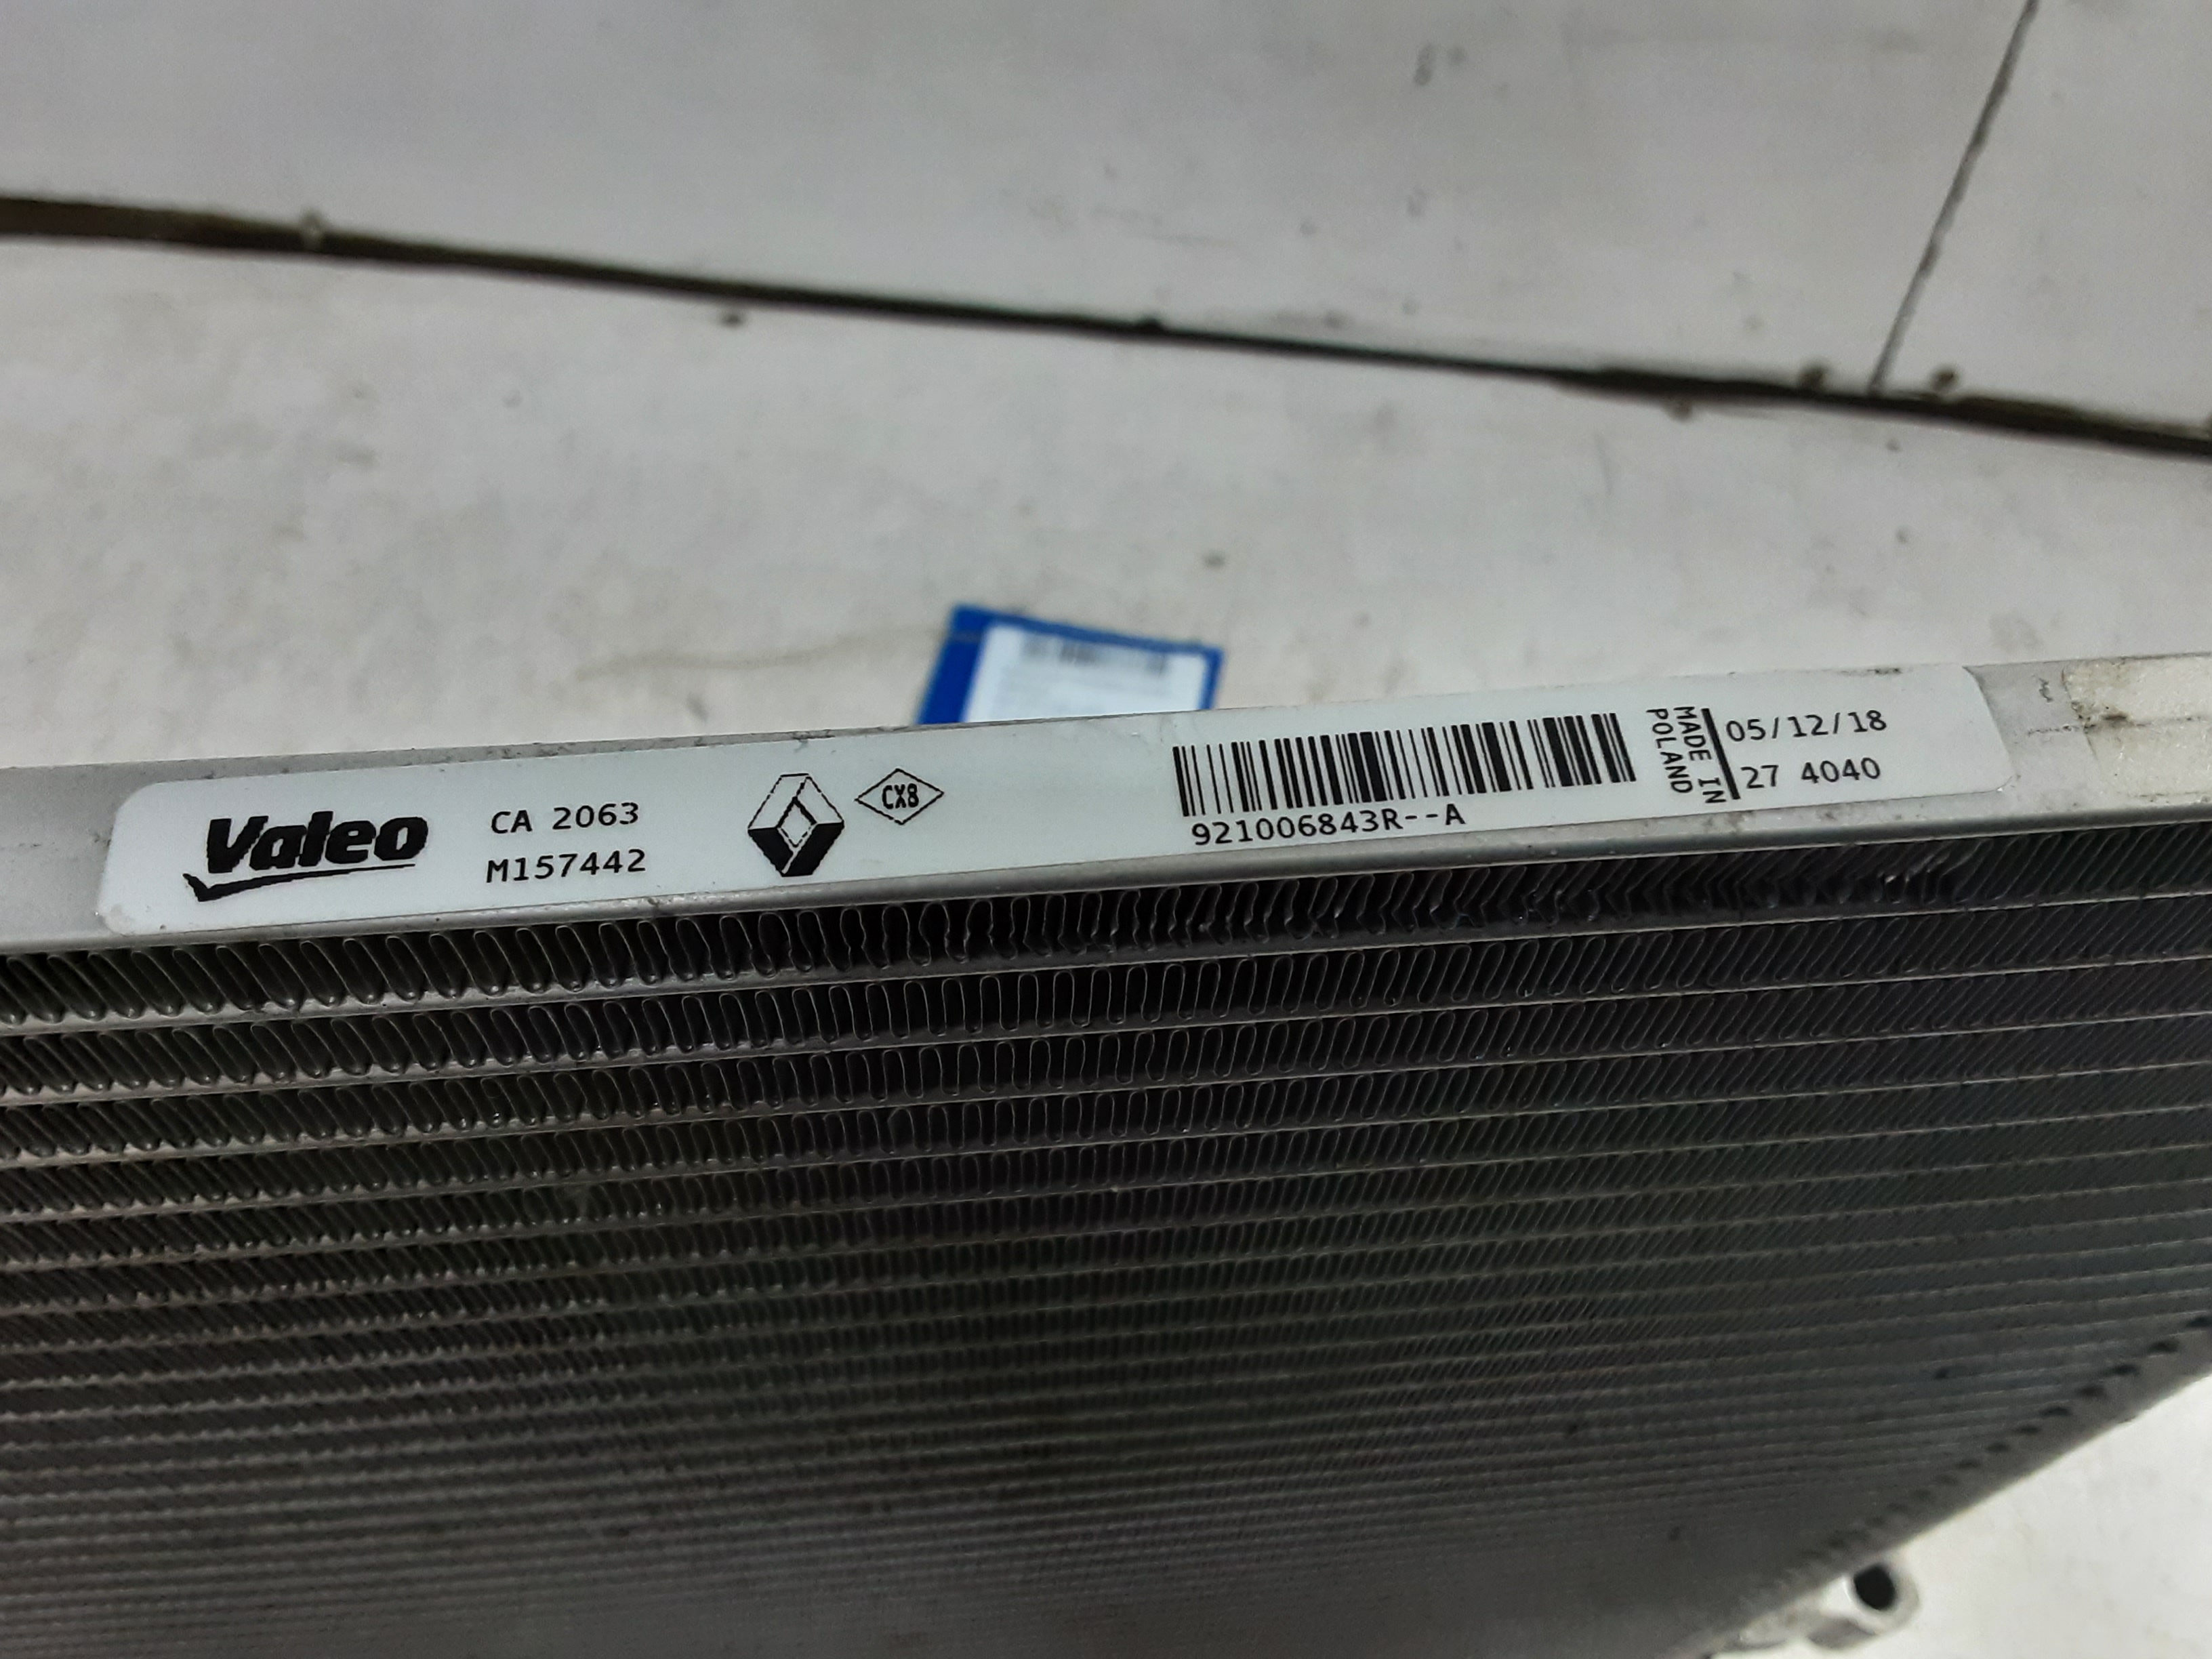 Valeo
CA 2063
M157442
CX8
921006843R--A
MADE IN
POLAND
05/12/18
27 4040